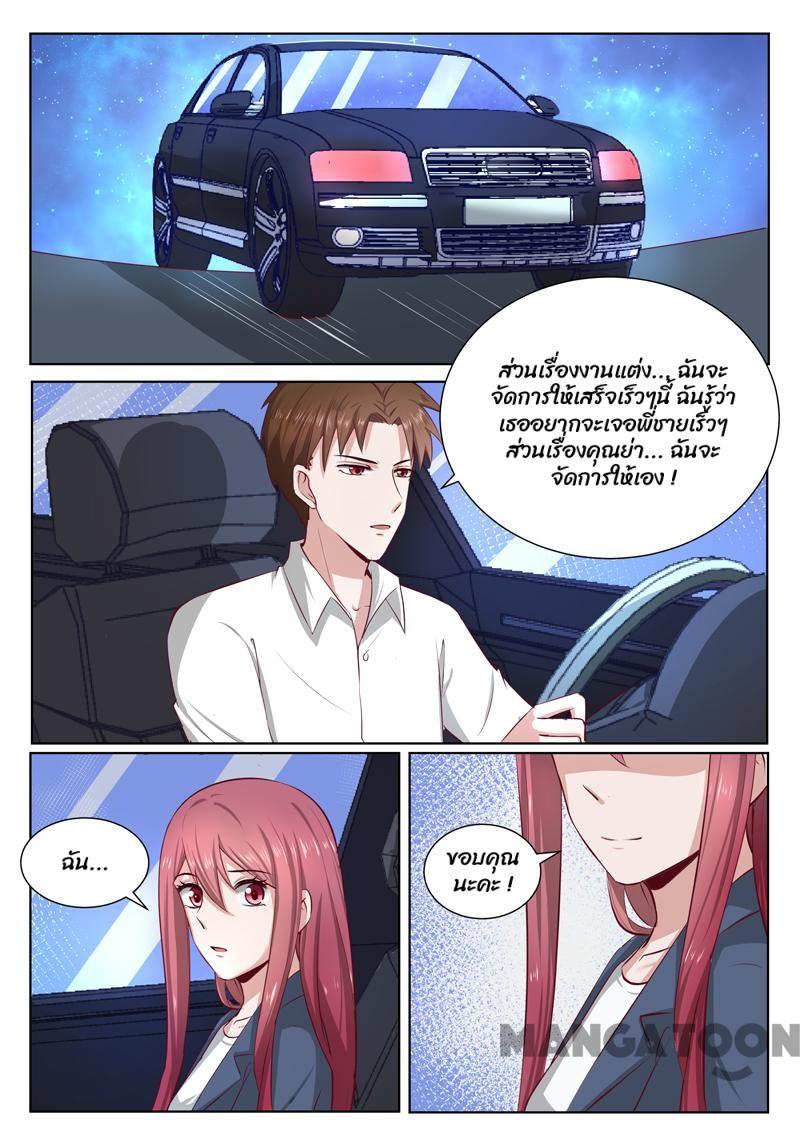 ส่วนเรื่องงานแต่ง... ฉันจะ
จัดการให้เสร็จเร็วๆนี้ ฉันรู้ว่า
เธออยากจะเจอพี่ชายเร็วๆ
ส่วนเรื่องคุณย่า... ฉันจะ
จัดการให้เอง !
ฉัน...
ขอบคุณ
นะคะ !
MANGATOON